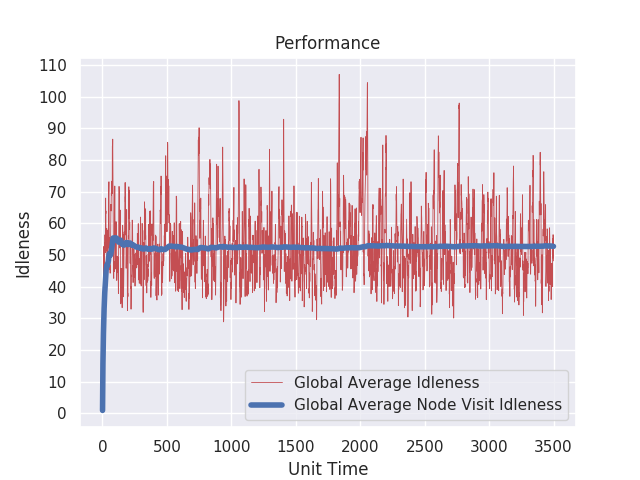 Performance
110
100
90
80
70
60
50
40
30
20
10
0
Idleness
0 500 1000 1500 2000 2500 3000 3500
Unit Time
Global Average Idleness
Global Average Node Visit Idleness